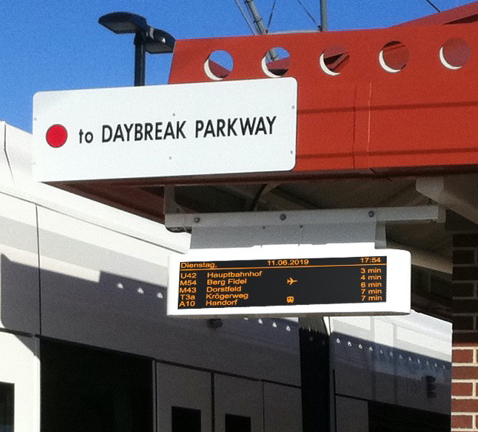 to DAYBREAK PARKWAY
Dienstag, 11.06.2019 17:54
U42 Hauptbahnhof 3 min
M54 Berg Fidel 4 min
M43 Dorstfeld 6 min
T3a Krögerweg 7 min
A10 Handorf 7 min